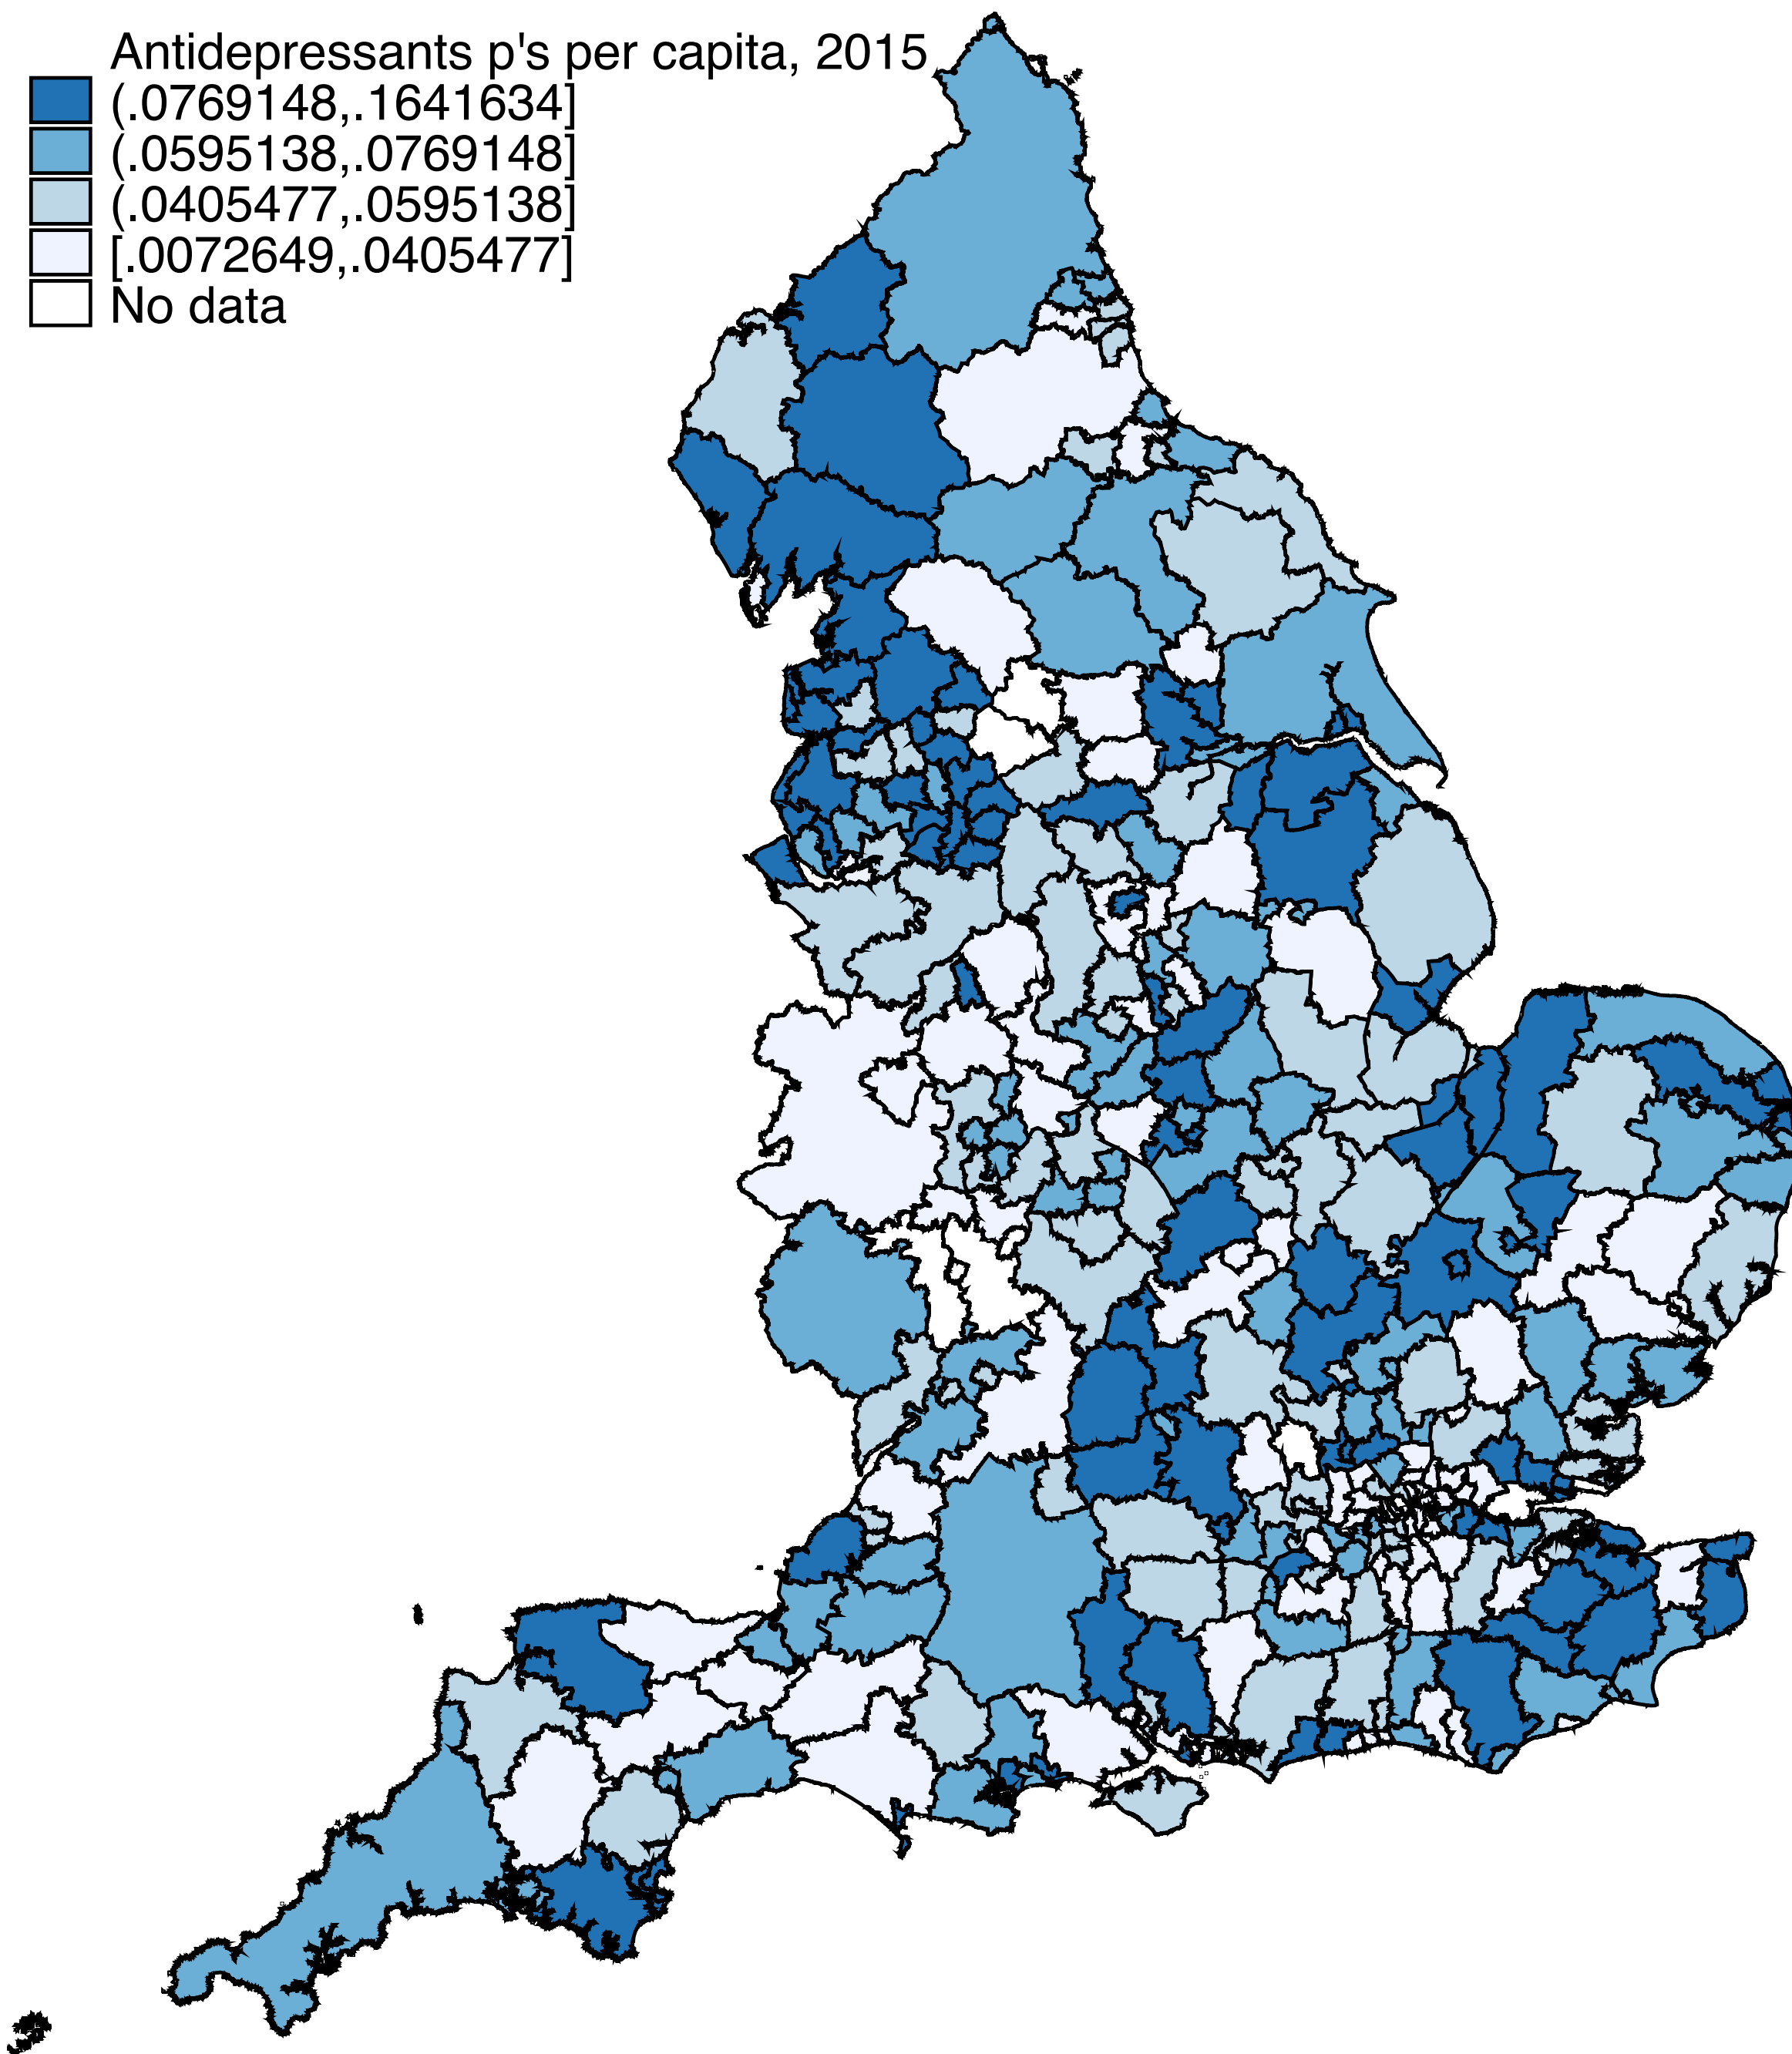 Antidepressants p's per capita, 2015
(.0769148,.1641634]
(.0595138,.0769148]
(.0405477,.0595138]
[.0072649,.0405477]
No data